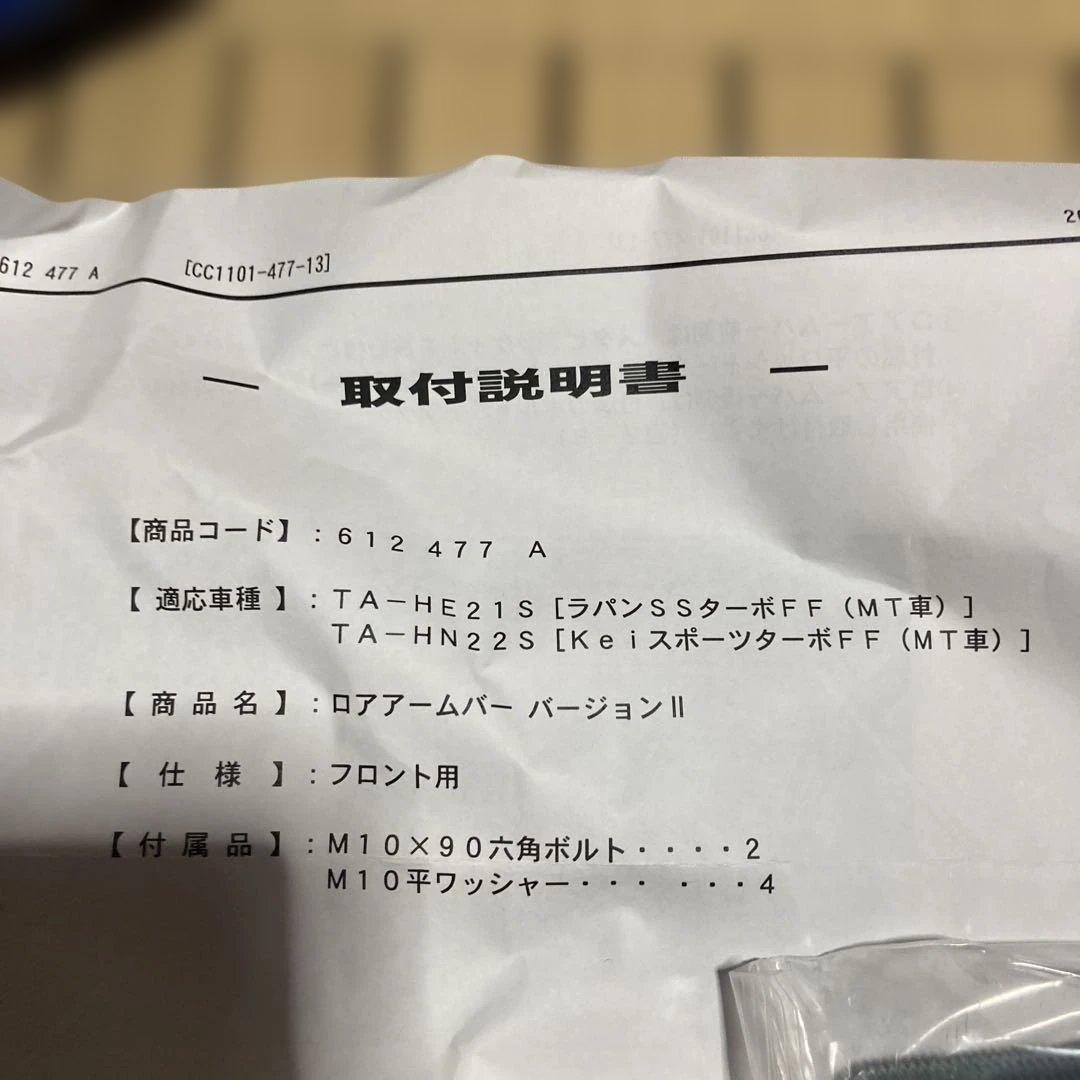 612 477 A [CC1101-477-13]
― 取付説明書 ―
【商品コード】：６１２ ４７７ Ａ
【 適応車種 】：ＴＡ－ＨＥ２１Ｓ［ラパンＳＳターボＦＦ（ＭＴ車）］
ＴＡ－ＨＮ２２Ｓ［ＫｅｉスポーツターボＦＦ（ＭＴ車）］
【 商 品 名 】：ロアアームバー バージョンⅡ
【 仕 様 】：フロント用
【 付 属 品 】：Ｍ１０×９０六角ボルト・・・・２
Ｍ１０平ワッシャー・・・ ・・・４